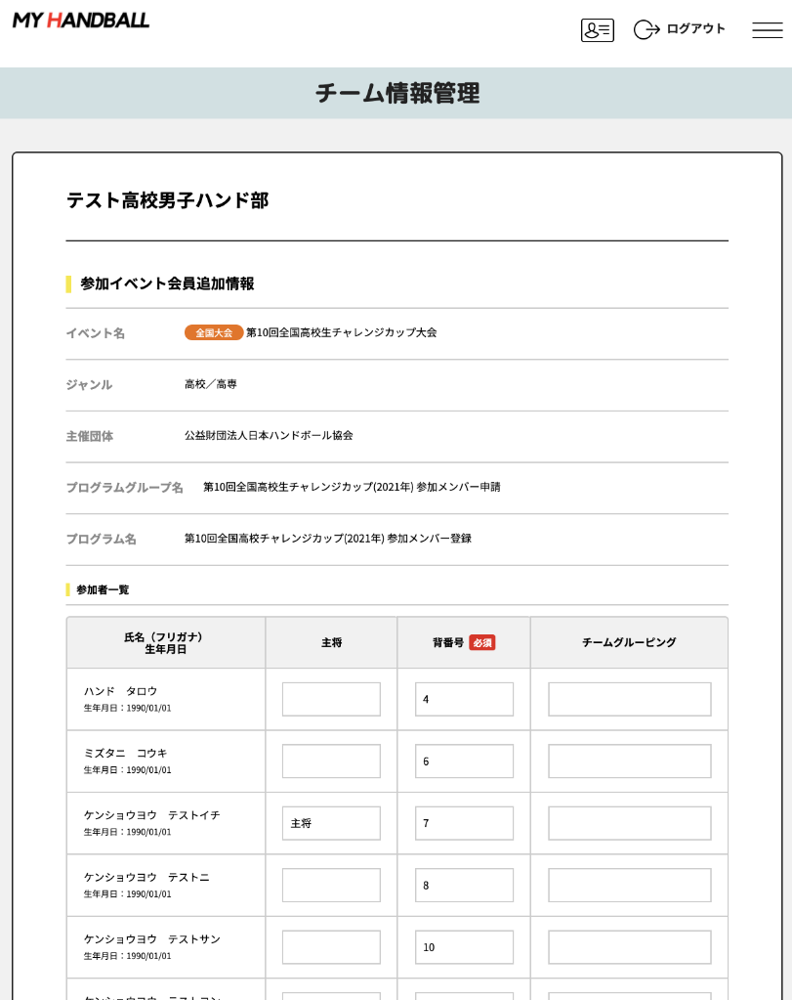 MY HANDBALL
ログアウト
チーム情報管理
テスト高校男子ハンド部
参加イベント会員追加情報
イベント名 全国大会 第10回全国高校生チャレンジカップ大会
ジャンル 高校／高専
主催団体 公益財団法人日本ハンドボール協会
プログラムグループ名 第10回全国高校生チャレンジカップ(2021年) 参加メンバー申請
プログラム名 第10回全国高校チャレンジカップ(2021年) 参加メンバー登録
参加者一覧
氏名（フリガナ）
生年月日 主将 背番号 必須 チームグルーピング
ハンド　タロウ
生年月日：1990/01/01 4
ミズタニ　コウキ
生年月日：1990/01/01 6
ケンショウヨウ　テストイチ
生年月日：1990/01/01 主将 7
ケンショウヨウ　テストニ
生年月日：1990/01/01 8
ケンショウヨウ　テストサン
生年月日：1990/01/01 10